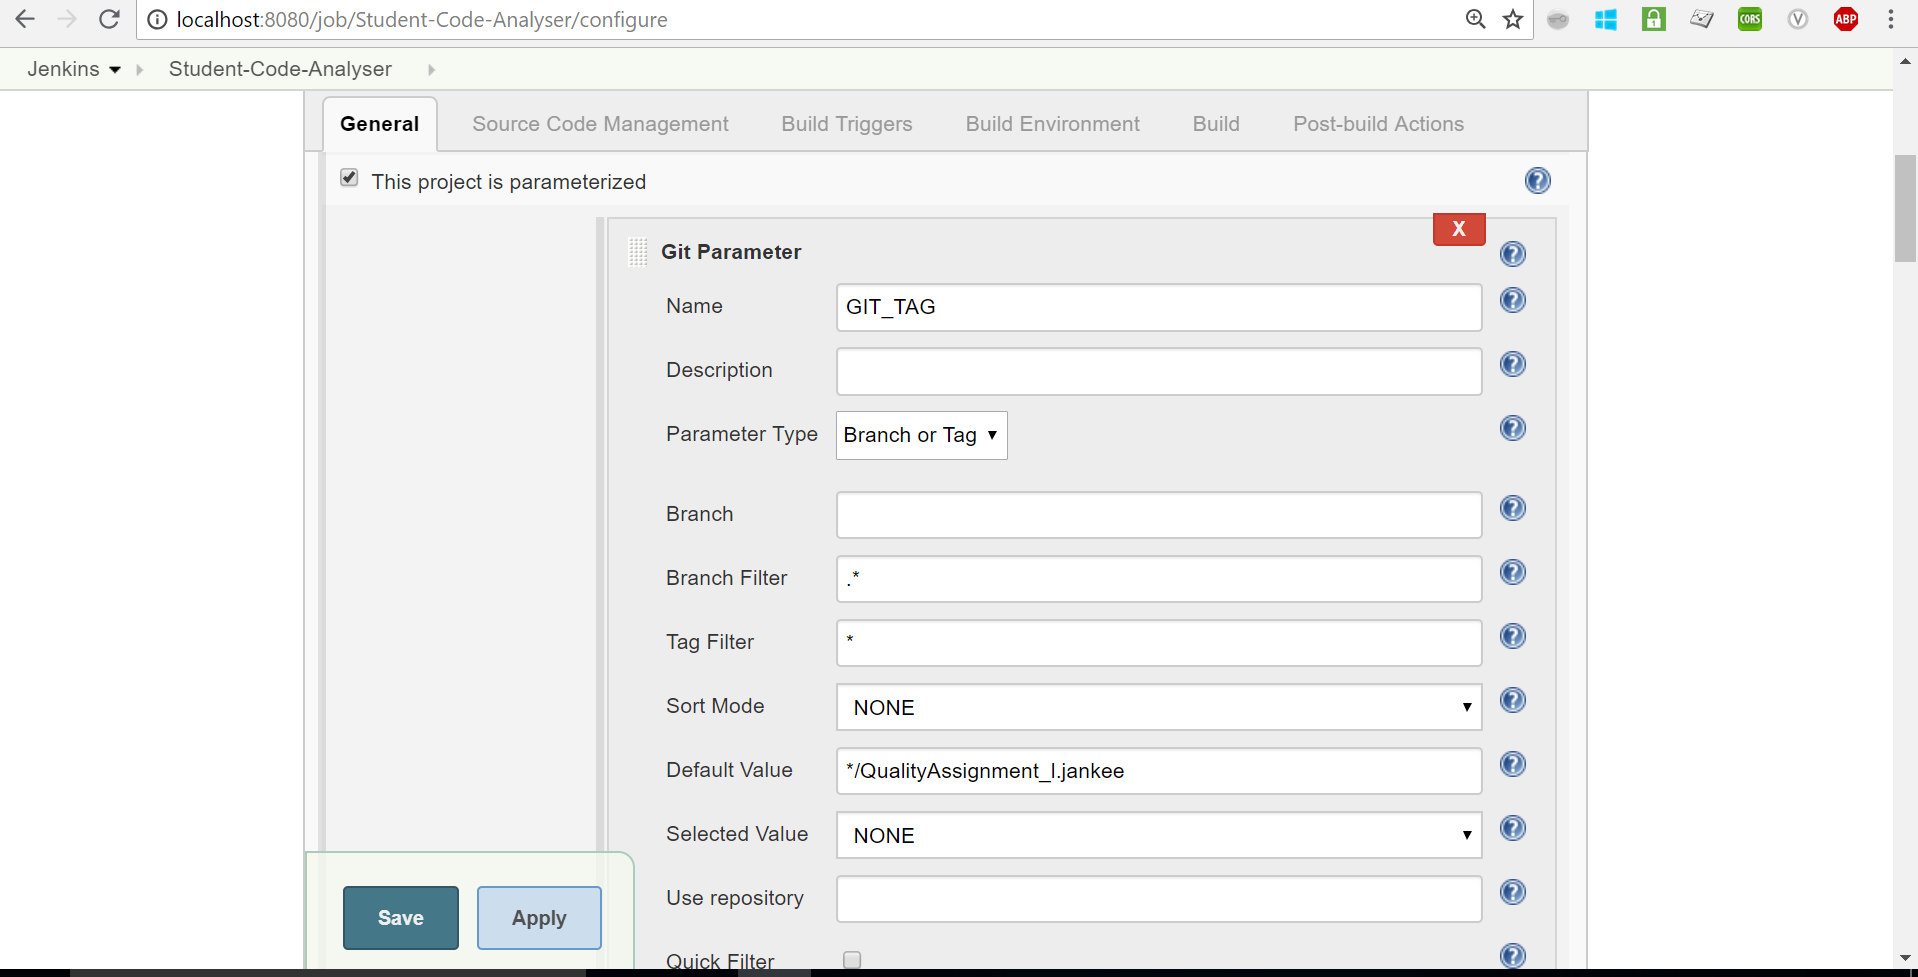 localhost:8080/job/Student-Code-Analyser/configure
CORS
V
ABP
Jenkins
Student-Code-Analyser
General Source Code Management Build Triggers Build Environment Build Post-build Actions
This project is parameterized
X
Git Parameter
Name GIT_TAG
Description
Parameter Type Branch or Tag
Branch
Branch Filter .*
Tag Filter *
Sort Mode NONE
Default Value */QualityAssignment_I.jankee
Selected Value NONE
Use repository
Save Apply
Quick Filter